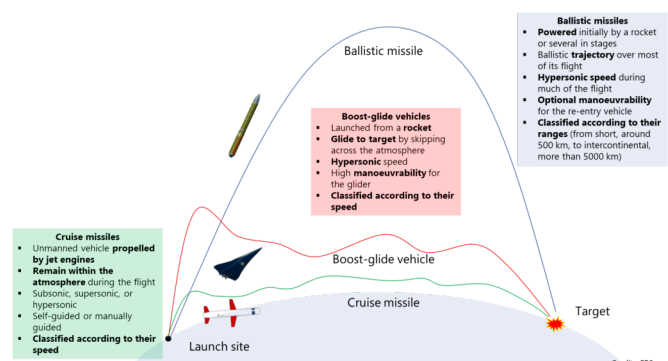 Ballistic missiles
▪ Powered initially by a rocket
or several in stages
▪ Ballistic trajectory over most
of its flight
▪ Hypersonic speed during
much of the flight
▪ Optional manoeuvrability
for the re-entry vehicle
▪ Classified according to their
ranges (from short, around
500 km, to intercontinental,
more than 5000 km)
Ballistic missile
Boost-glide vehicles
▪ Launched from a rocket
▪ Glide to target by skipping
across the atmosphere
▪ Hypersonic speed
▪ High manoeuvrability for
the glider
▪ Classified according to their
speed
Cruise missiles
▪ Unmanned vehicle propelled
by jet engines
▪ Remain within the
atmosphere during the flight
▪ Subsonic, supersonic, or
hypersonic
▪ Self-guided or manually
guided
▪ Classified according to their
speed
Boost-glide vehicle
Cruise missile
Target
Launch site